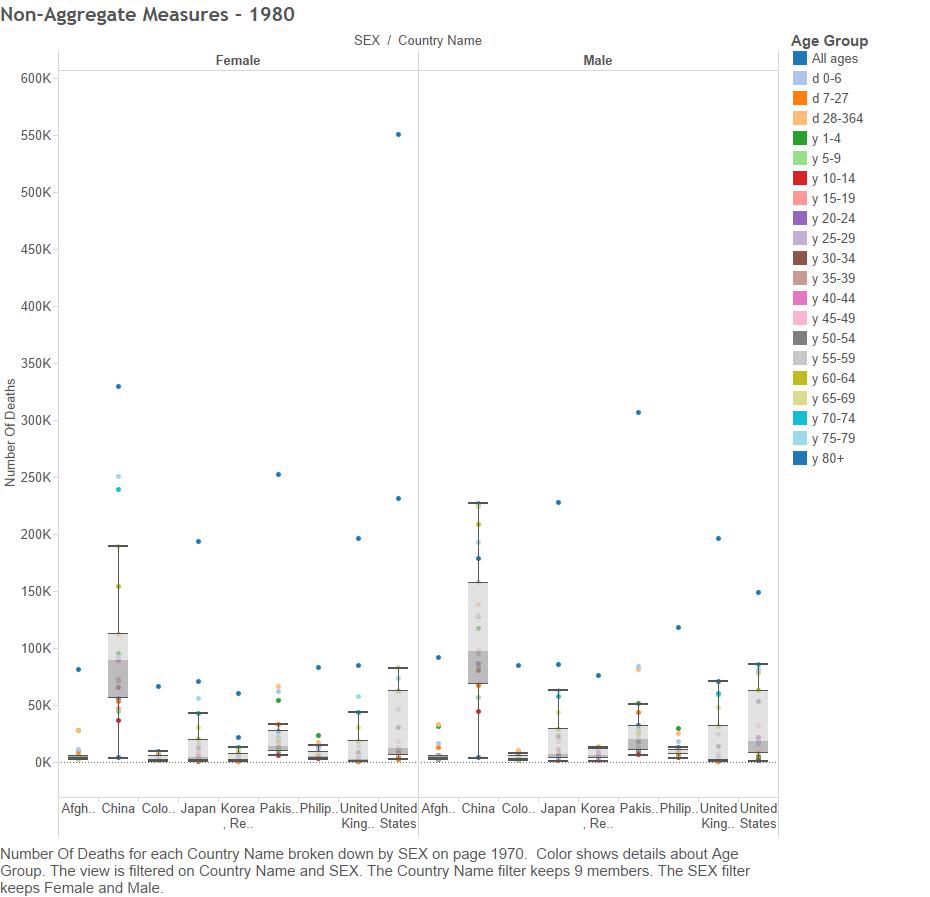 Non-Aggregate Measures - 1980
SEX / Country Name
Female
Male
Number Of Deaths
600K
550K
500K
450K
400K
350K
300K
250K
200K
150K
100K
50K
0K
Afgh..
China
Colo..
Japan
Korea
, Re..
Pakis..
Philip..
United
King..
United
States
Afgh..
China
Colo..
Japan
Korea
, Re..
Pakis..
Philip..
United
King..
United
States
Age Group
All ages
d 0-6
d 7-27
d 28-364
y 1-4
y 5-9
y 10-14
y 15-19
y 20-24
y 25-29
y 30-34
y 35-39
y 40-44
y 45-49
y 50-54
y 55-59
y 60-64
y 65-69
y 70-74
y 75-79
y 80+
Number Of Deaths for each Country Name broken down by SEX on page 1970.  Color shows details about Age
Group. The view is filtered on Country Name and SEX. The Country Name filter keeps 9 members. The SEX filter
keeps Female and Male.